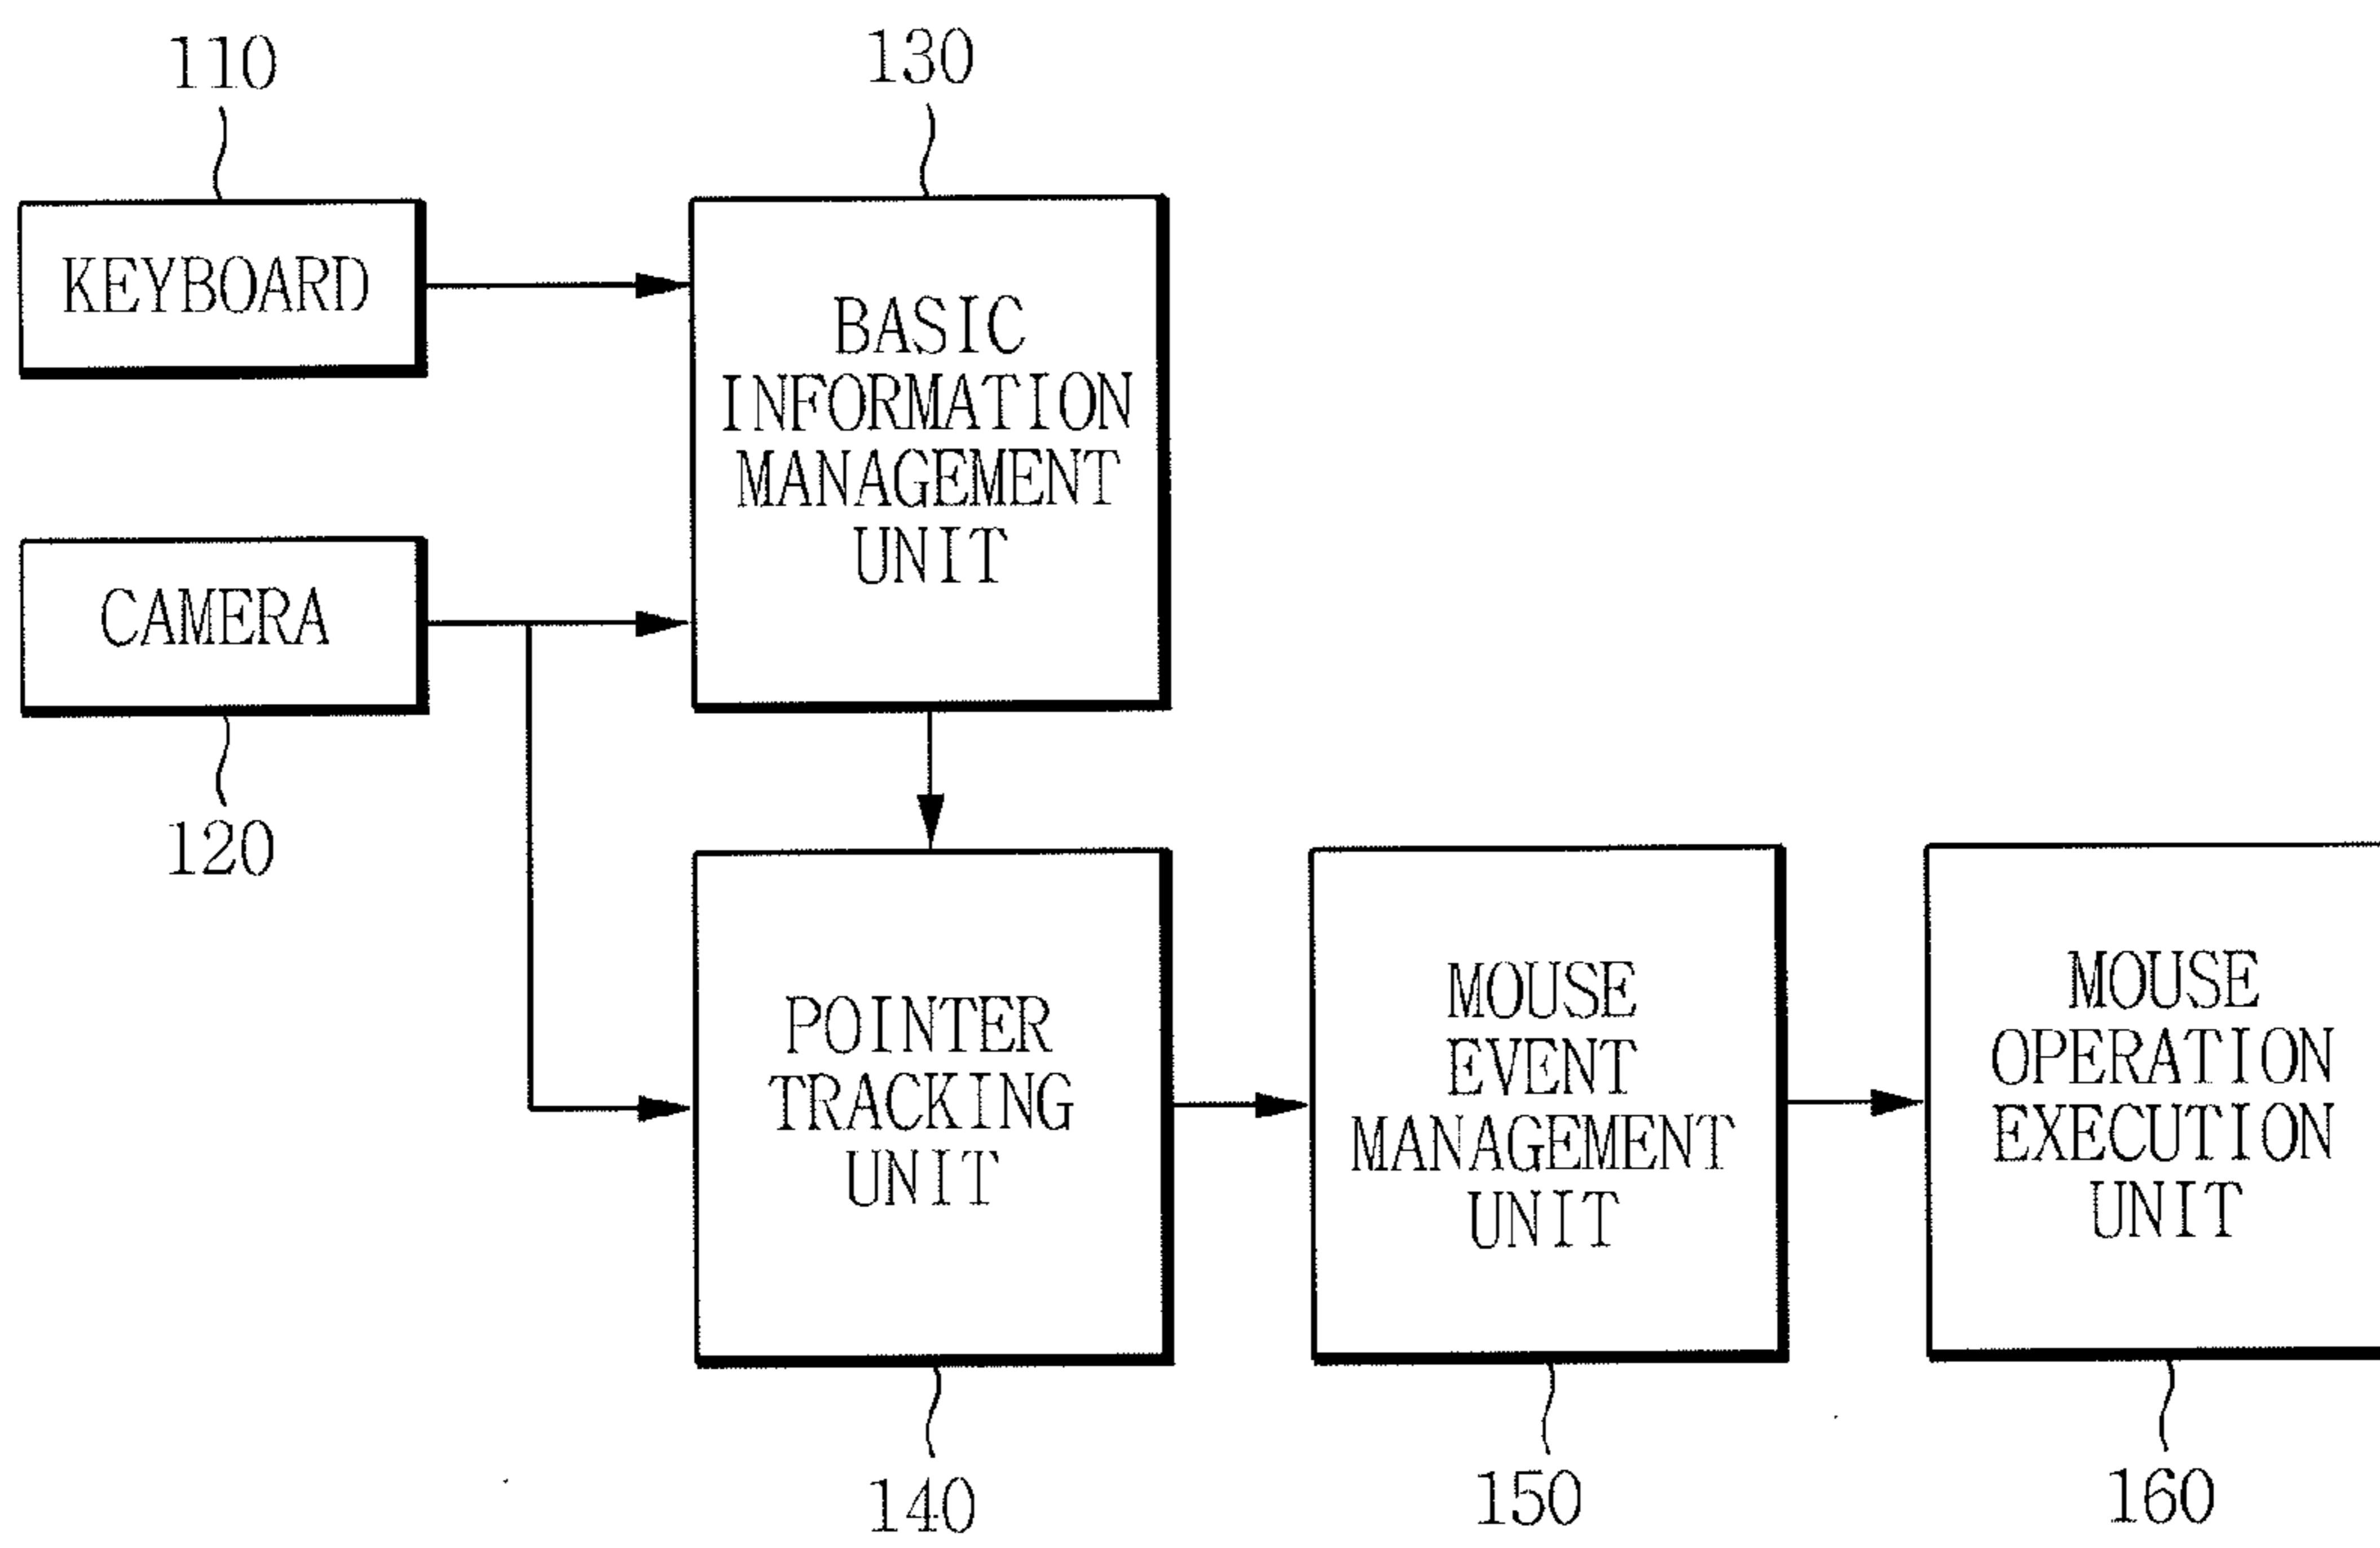 110
130
KEYBOARD
BASIC
INFORMATION
MANAGEMENT
UNIT
CAMERA
120
POINTER
TRACKING
UNIT
MOUSE
EVENT
MANAGEMENT
UNIT
MOUSE
OPERATION
EXECUTION
UNIT
140
150
160